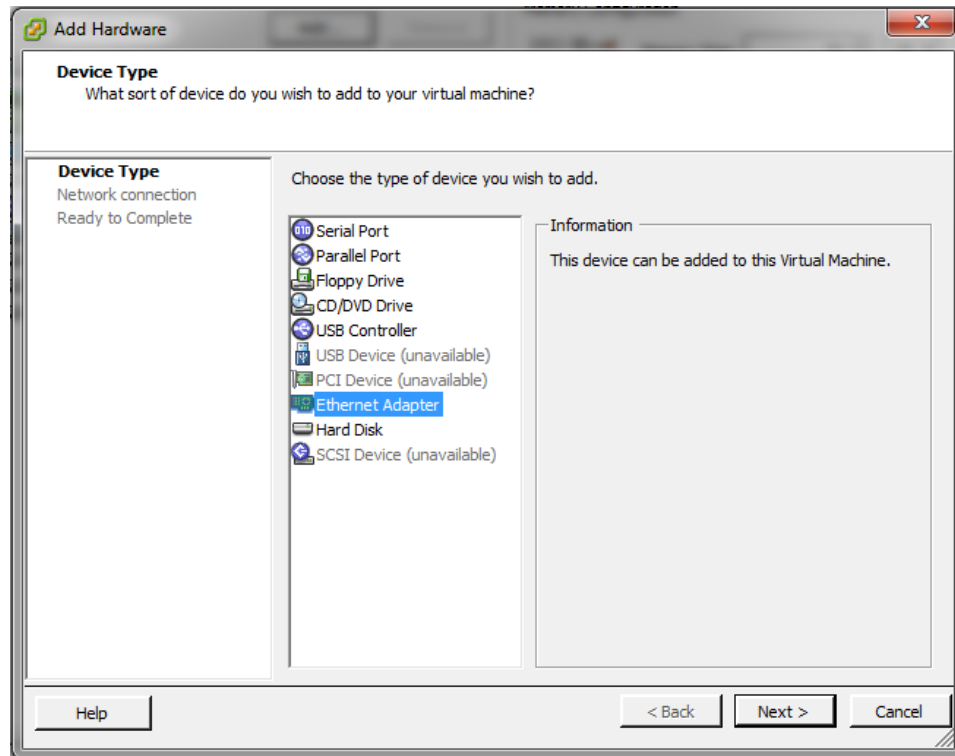 Add Hardware
Device Type
What sort of device do you wish to add to your virtual machine?
Device Type
Network connection
Ready to Complete
Choose the type of device you wish to add.
Serial Port
Parallel Port
Floppy Drive
CD/DVD Drive
USB Controller
USB Device (unavailable)
PCI Device (unavailable)
Ethernet Adapter
Hard Disk
SCSI Device (unavailable)
Information
This device can be added to this Virtual Machine.
Help
< Back
Next >
Cancel